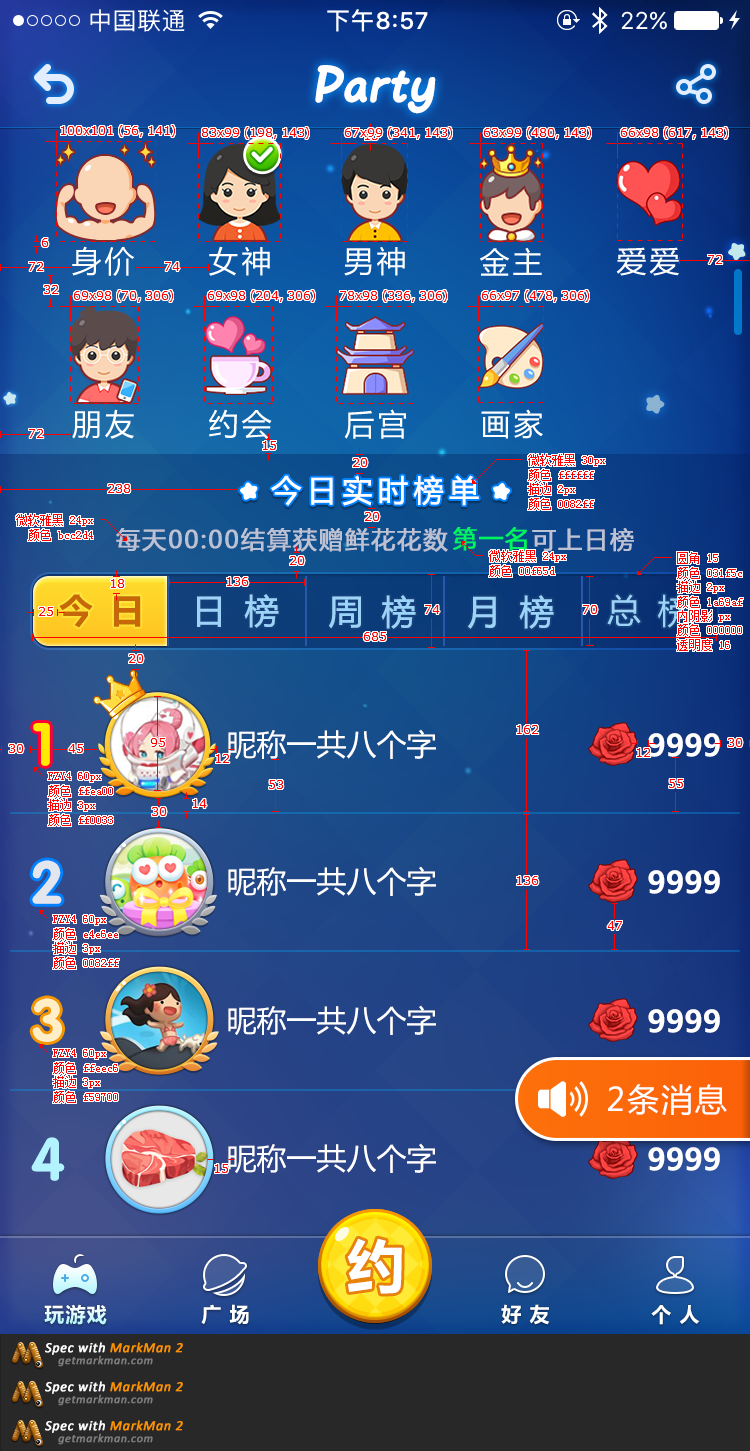 中国联通 下午8:57 22%
Party
100x101 (56, 141) 83x99 (198, 143) 67x99 (341, 143) 63x99 (480, 143) 66x98 (617, 143)
6
身价 女神 男神 金主 爱爱
72 74 72
32
69x98 (70, 306) 69x98 (204, 306) 78x98 (336, 306) 66x97 (478, 306)
朋友 约会 后宫 画家
72
15
20
微软雅黑 30px
颜色 ffffff
描边 2px
颜色 0082ff
238
今日实时榜单
20
微软雅黑 24px
颜色 bcc2d4
每天00:00结算获赠鲜花花数第一名可上日榜
微软雅黑 24px
颜色 00f65d
20
圆角 15
颜色 031f5c
描边 2px
颜色 1e69ef
内阴影 px
颜色 000000
透明度 16
18 136
25 今日 日榜 周榜 74 月榜 70 总榜
685
20
162
95
30 1 45 12 昵称一共八个字 12 9999 30
FZY4 60px
颜色 ffea00
描边 3px
颜色 ff0033
53 55
14
30
2 昵称一共八个字 136 9999
47
FZY4 60px
颜色 e4e5ee
描边 3px
颜色 0082ff
3 昵称一共八个字 9999
FZY4 60px
颜色 ffeec6
描边 3px
颜色 f59700
2条消息
4 15 昵称一共八个字 9999
约
玩游戏 广场 好友 个人
Spec with MarkMan 2
getmarkman.com
Spec with MarkMan 2
getmarkman.com
Spec with MarkMan 2
getmarkman.com